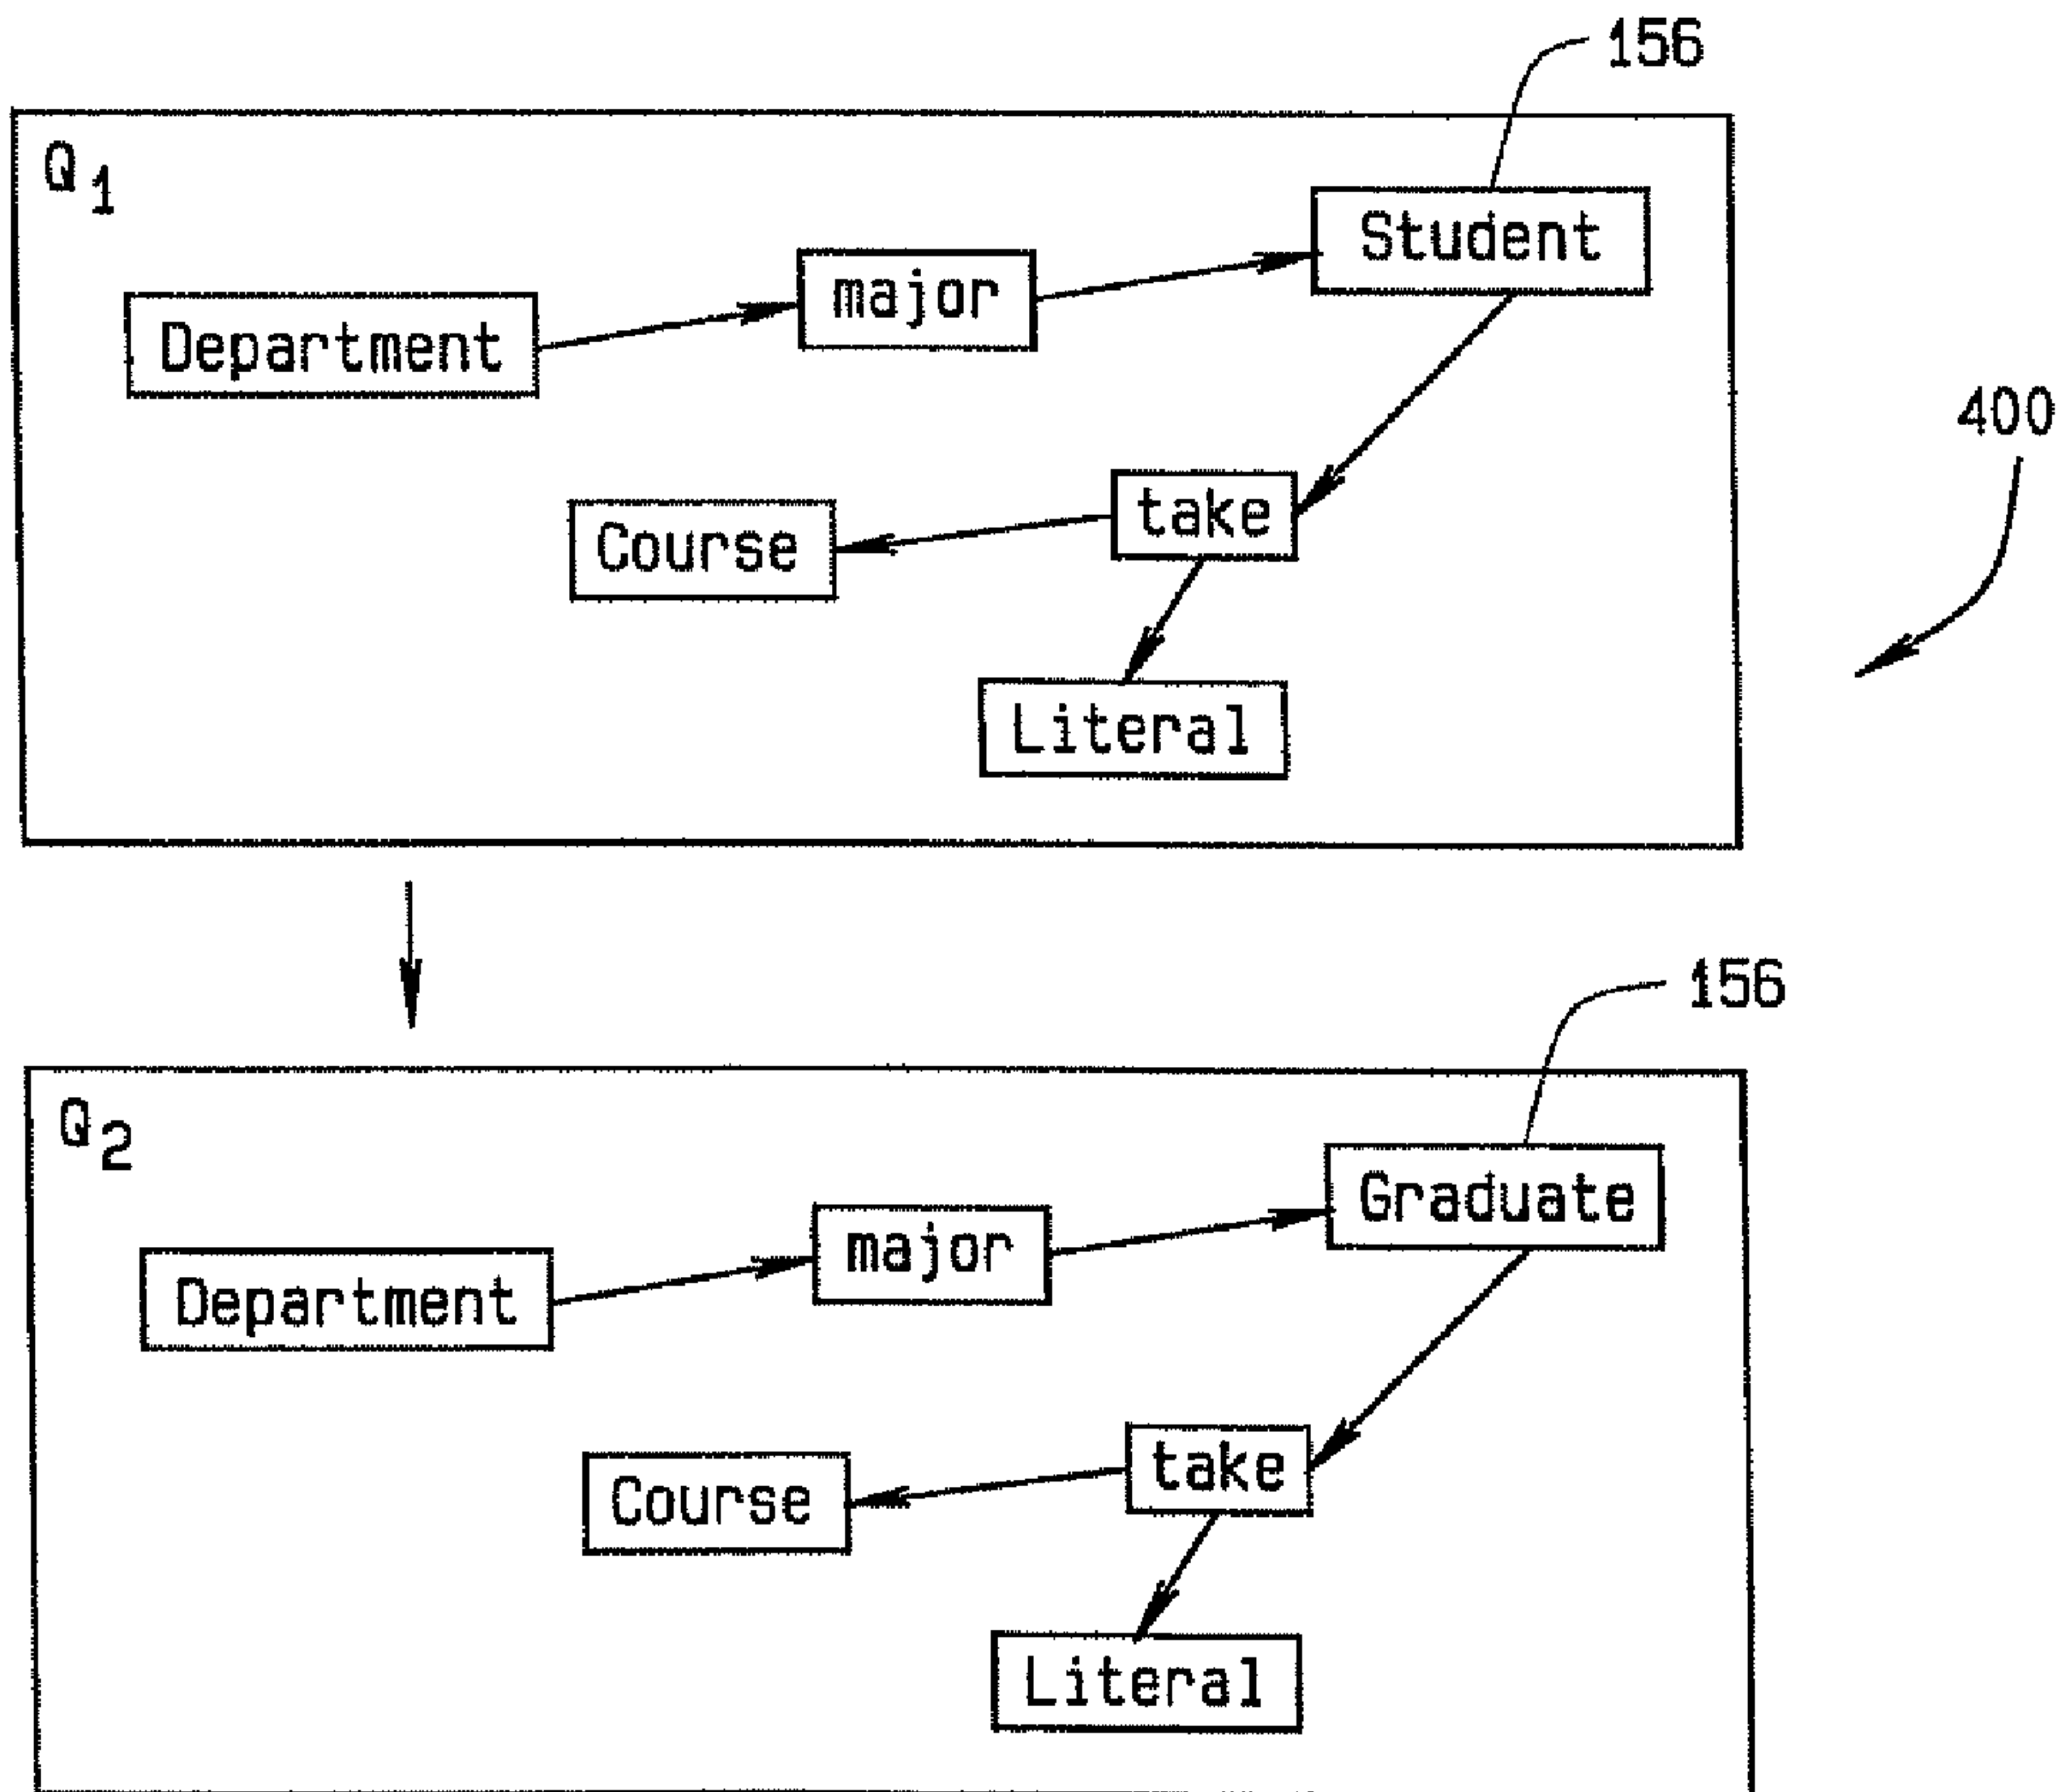 156
Q1
Student
major
Department
400
take
Course
Literal
156
Q2
Graduate
major
Department
take
Course
Literal